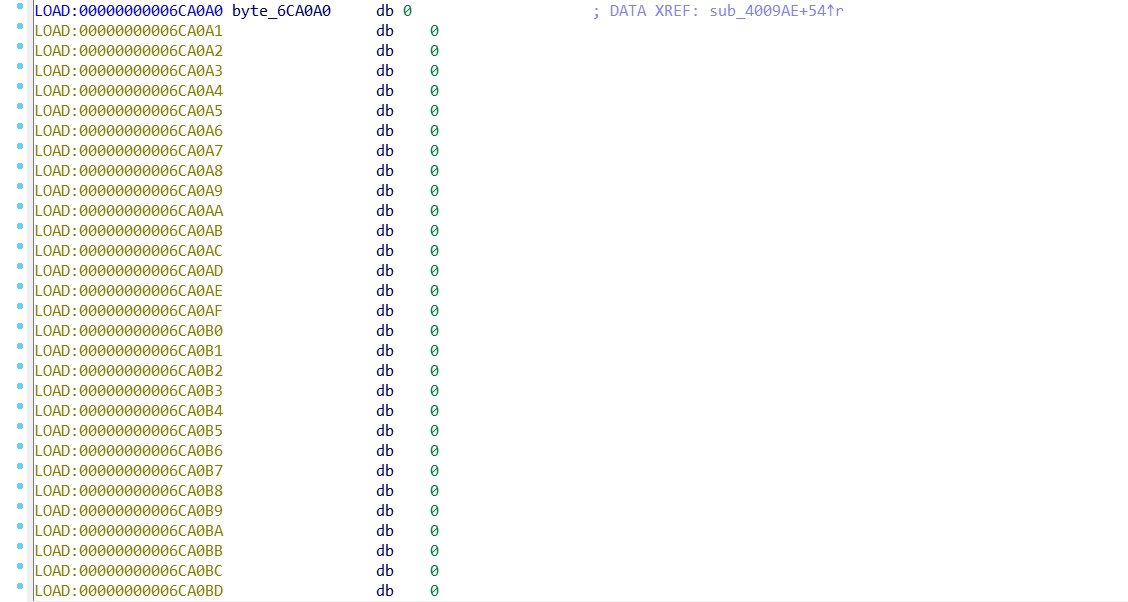 LOAD:00000000006CA0A0 byte_6CA0A0 db 0 ; DATA XREF: sub_4009AE+54↑r
LOAD:00000000006CA0A1 db 0
LOAD:00000000006CA0A2 db 0
LOAD:00000000006CA0A3 db 0
LOAD:00000000006CA0A4 db 0
LOAD:00000000006CA0A5 db 0
LOAD:00000000006CA0A6 db 0
LOAD:00000000006CA0A7 db 0
LOAD:00000000006CA0A8 db 0
LOAD:00000000006CA0A9 db 0
LOAD:00000000006CA0AA db 0
LOAD:00000000006CA0AB db 0
LOAD:00000000006CA0AC db 0
LOAD:00000000006CA0AD db 0
LOAD:00000000006CA0AE db 0
LOAD:00000000006CA0AF db 0
LOAD:00000000006CA0B0 db 0
LOAD:00000000006CA0B1 db 0
LOAD:00000000006CA0B2 db 0
LOAD:00000000006CA0B3 db 0
LOAD:00000000006CA0B4 db 0
LOAD:00000000006CA0B5 db 0
LOAD:00000000006CA0B6 db 0
LOAD:00000000006CA0B7 db 0
LOAD:00000000006CA0B8 db 0
LOAD:00000000006CA0B9 db 0
LOAD:00000000006CA0BA db 0
LOAD:00000000006CA0BB db 0
LOAD:00000000006CA0BC db 0
LOAD:00000000006CA0BD db 0